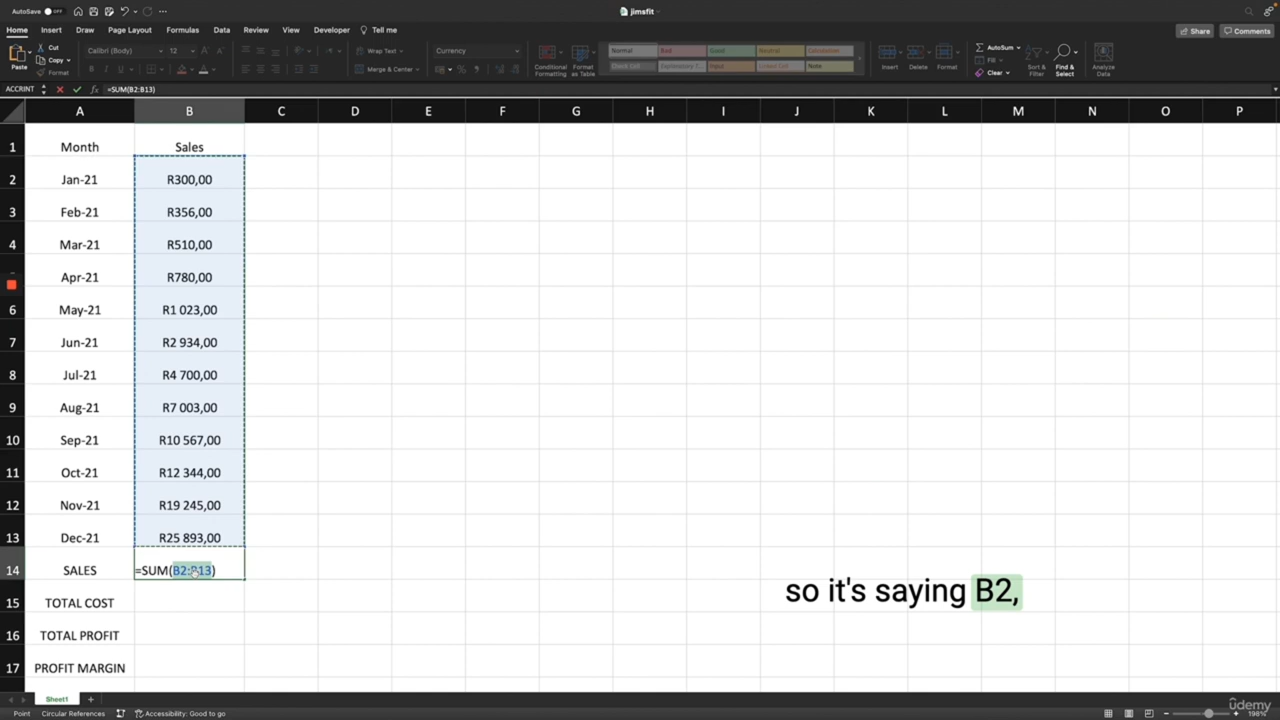 AutoSave OFF
jimsfit
Home Insert Draw Page Layout Formulas Data Review View Developer Tell me
Share Comments
Paste
Cut
Copy
Format
Calibri (Body) 12
Wrap Text
Merge & Center
Currency
Conditional Formatting
Format as Table
Normal Bad Good Neutral Calculation
Check Cell Explanatory T... Input Linked Cell Note
Insert Delete Format
AutoSum
Fill
Clear
Sort & Filter
Find & Select
Analyze Data
ACCRINT fx =SUM(B2:B13)
A B C D E F G H I J K L M N O P
1 Month Sales
2 Jan-21 R300,00
3 Feb-21 R356,00
4 Mar-21 R510,00
Apr-21 R780,00
6 May-21 R1 023,00
7 Jun-21 R2 934,00
8 Jul-21 R4 700,00
9 Aug-21 R7 003,00
10 Sep-21 R10 567,00
11 Oct-21 R12 344,00
12 Nov-21 R19 245,00
13 Dec-21 R25 893,00
14 SALES =SUM(B2:B13)
so it's saying B2,
15 TOTAL COST
16 TOTAL PROFIT
17 PROFIT MARGIN
Sheet1
udemy
Point Circular References Accessibility: Good to go 198%